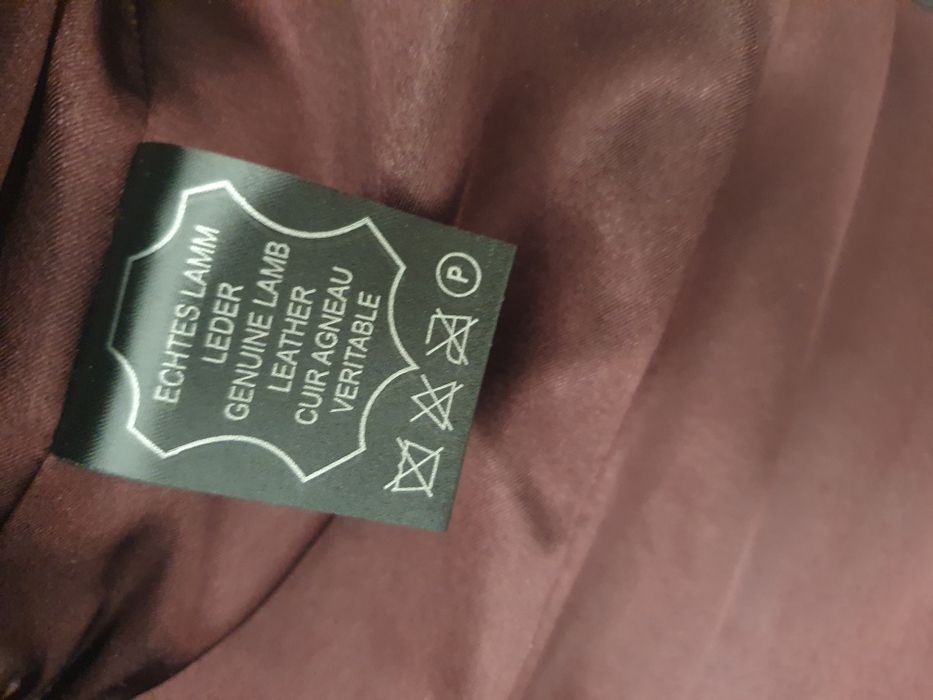 ECHTES LAMM
LEDER
GENUINE LAMB
LEATHER
CUIR AGNEAU
VERITABLE
P